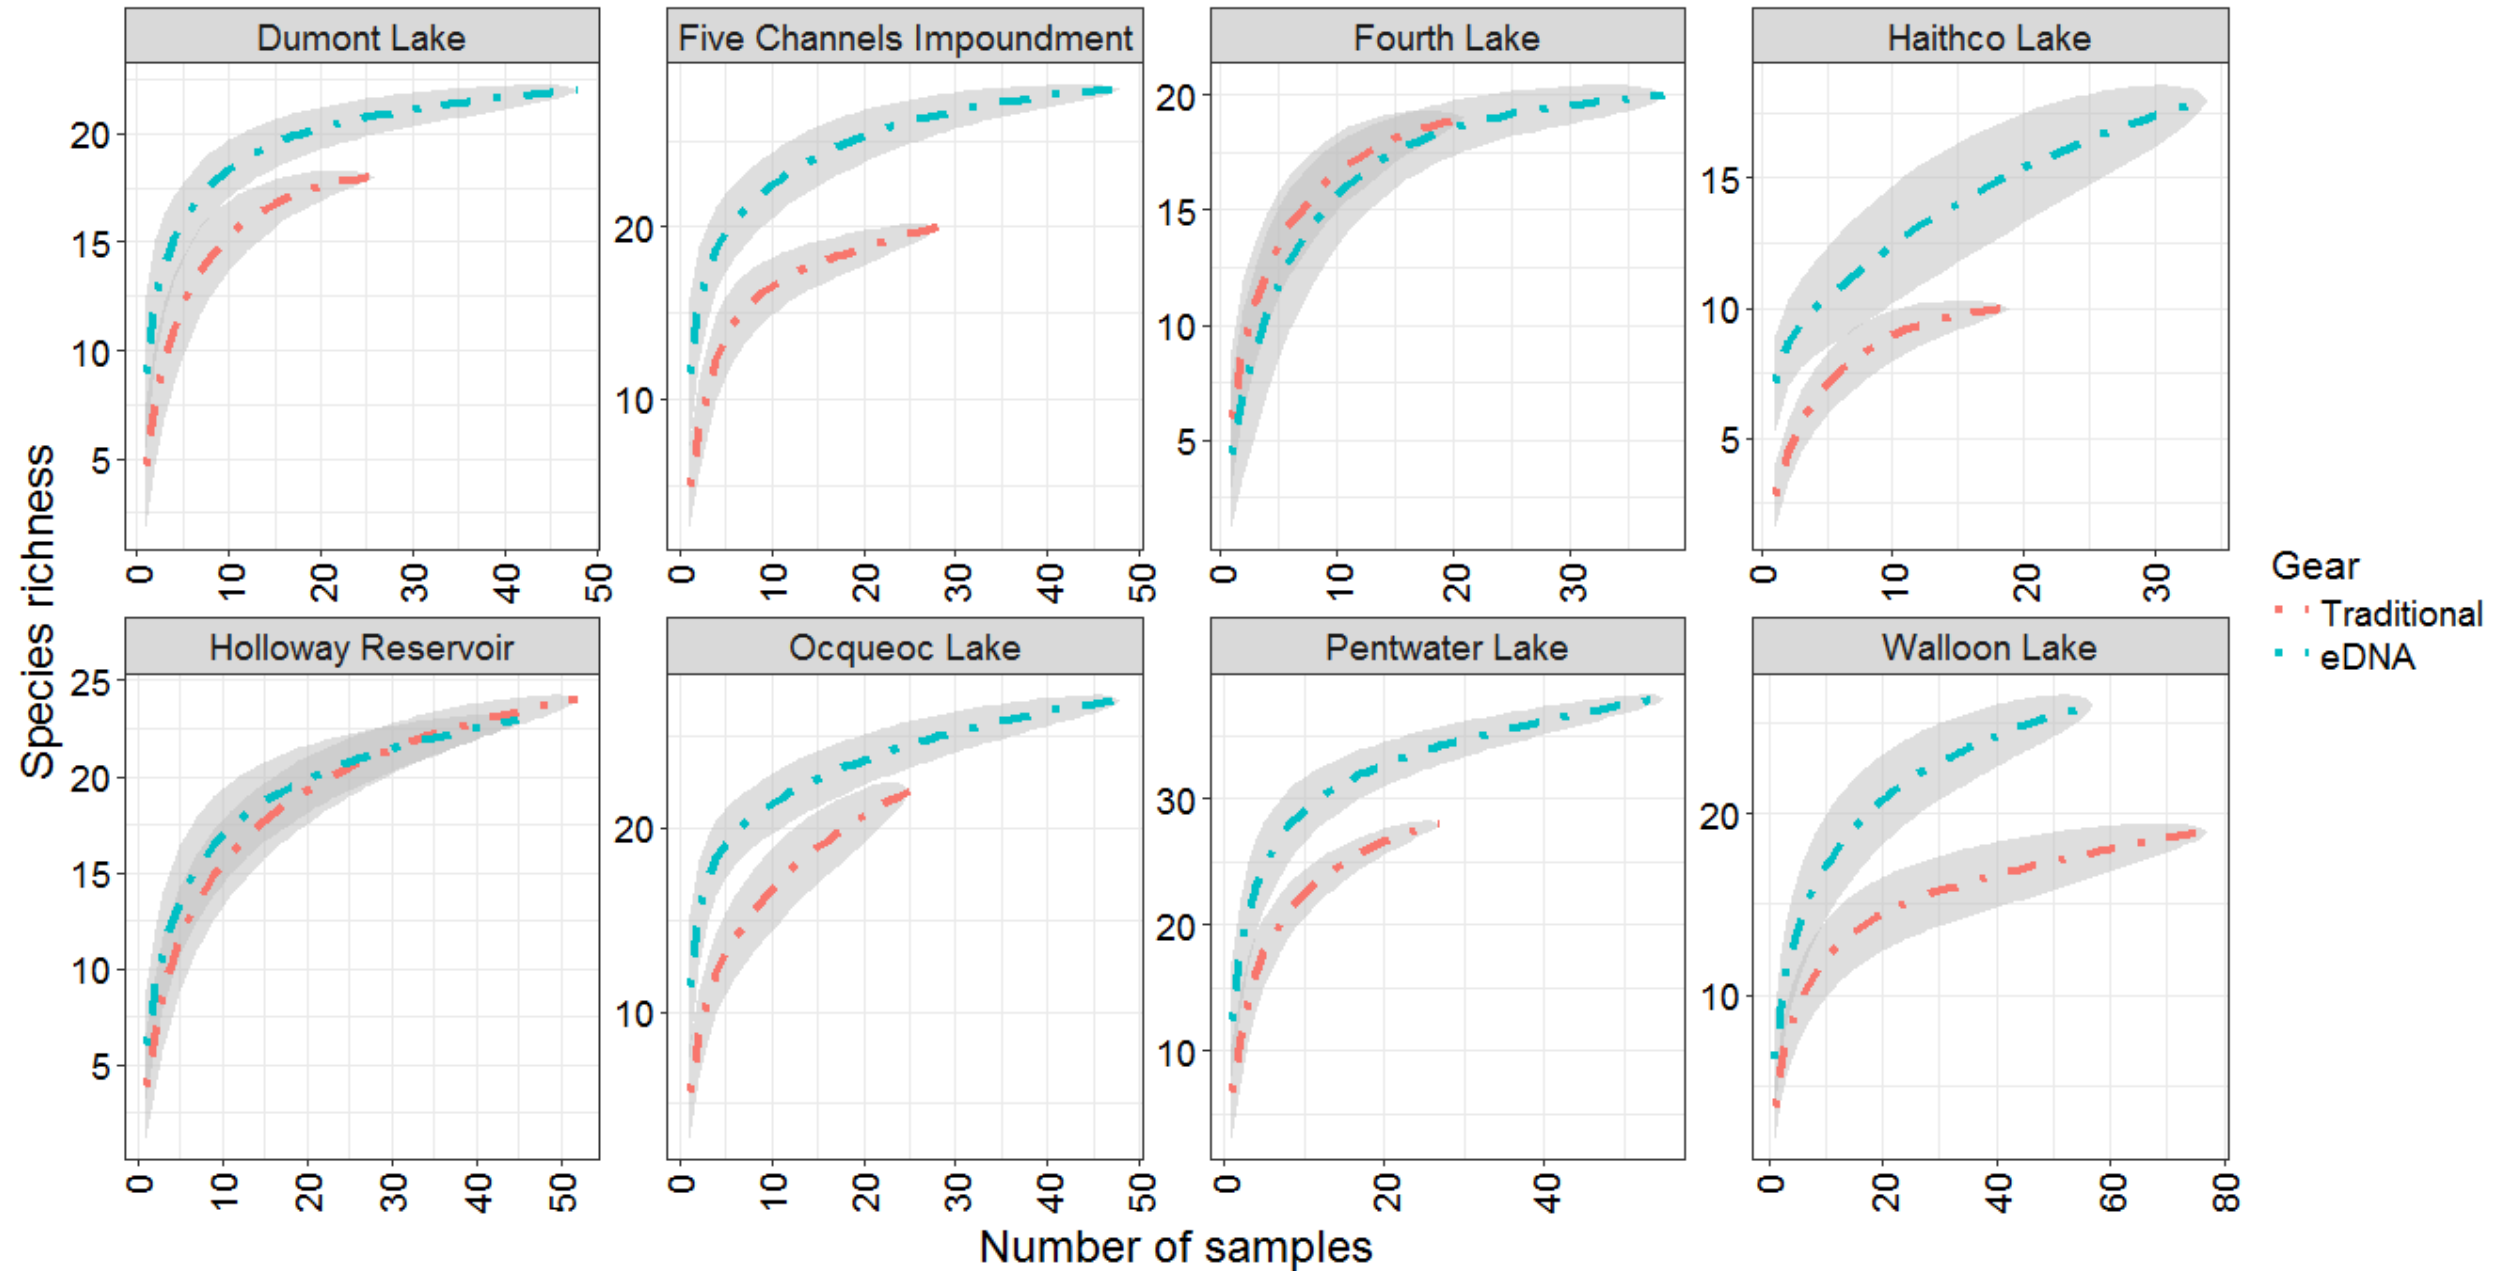 Dumont Lake
Five Channels Impoundment
Fourth Lake
Haithco Lake
20
15
10
5
20
10
20
15
10
5
15
10
5
0 10 20 30 40 50
0 10 20 30 40 50
0 10 20 30
0 10 20 30
Species richness
Gear
Traditional
eDNA
Holloway Reservoir
Ocqueoc Lake
Pentwater Lake
Walloon Lake
25
20
15
10
5
20
10
30
20
10
20
10
0 10 20 30 40 50
0 10 20 30 40 50
0 20 40
0 20 40 60 80
Number of samples